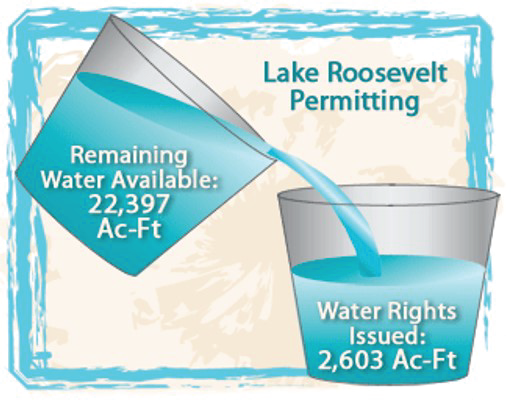 Lake Roosevelt
Permitting
Remaining
Water Available:
22,397
Ac-Ft
Water Rights
Issued:
2,603 Ac-Ft